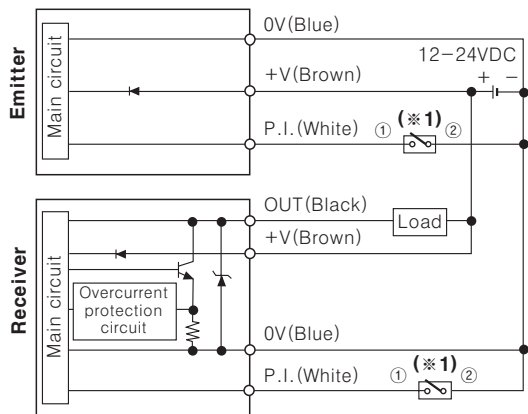 Emitter
Main circuit
0V(Blue)
12-24VDC
+ -
+V(Brown)
P.I.(White)
① (※1) ②
Receiver
Main circuit
OUT(Black)
Load
+V(Brown)
Overcurrent
protection
circuit
0V(Blue)
P.I.(White)
① (※1) ②